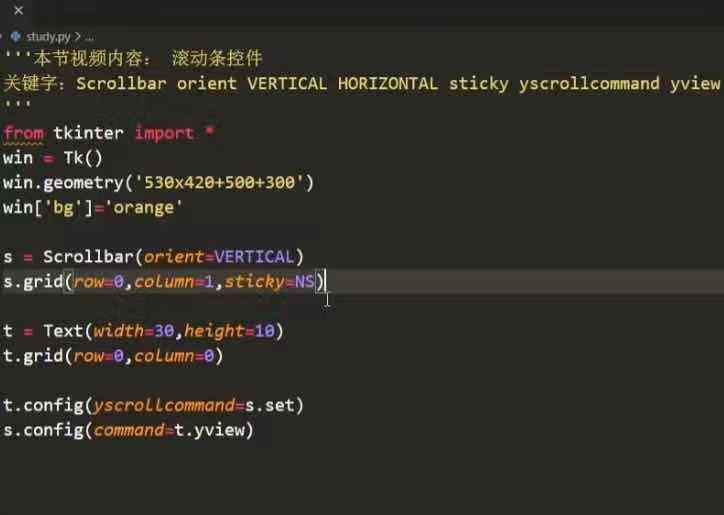 study.py > ...
'''本节视频内容： 滚动条控件
关键字：Scrollbar orient VERTICAL HORIZONTAL sticky yscrollcommand yview
'''
from tkinter import *
win = Tk()
win.geometry('530x420+500+300')
win['bg']='orange'
s = Scrollbar(orient=VERTICAL)
s.grid(row=0,column=1,sticky=NS)
t = Text(width=30,height=10)
t.grid(row=0,column=0)
t.config(yscrollcommand=s.set)
s.config(command=t.yview)